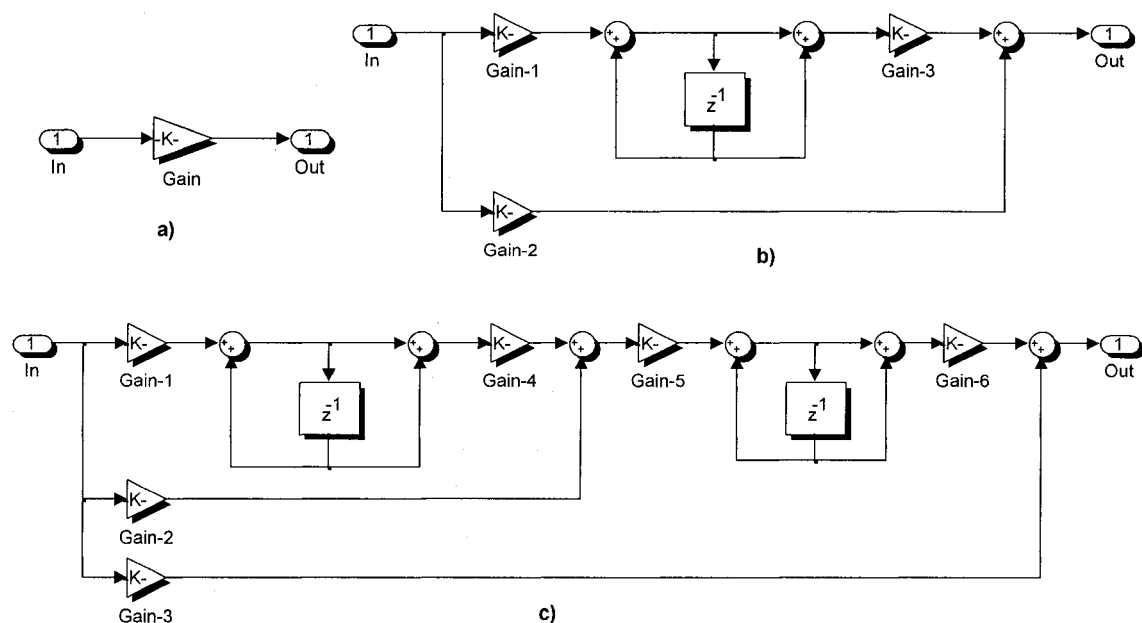 1
In
-K-
Gain
1
Out
a)
1
In
K-
Gain-1
+
+
z-1
+
+
K-
Gain-3
+
+
1
Out
K-
Gain-2
b)
1
In
K-
Gain-1
+
+
z-1
+
+
K-
Gain-4
+
+
K-
Gain-5
+
+
z-1
+
+
K-
Gain-6
+
+
1
Out
K-
Gain-2
K-
Gain-3
c)